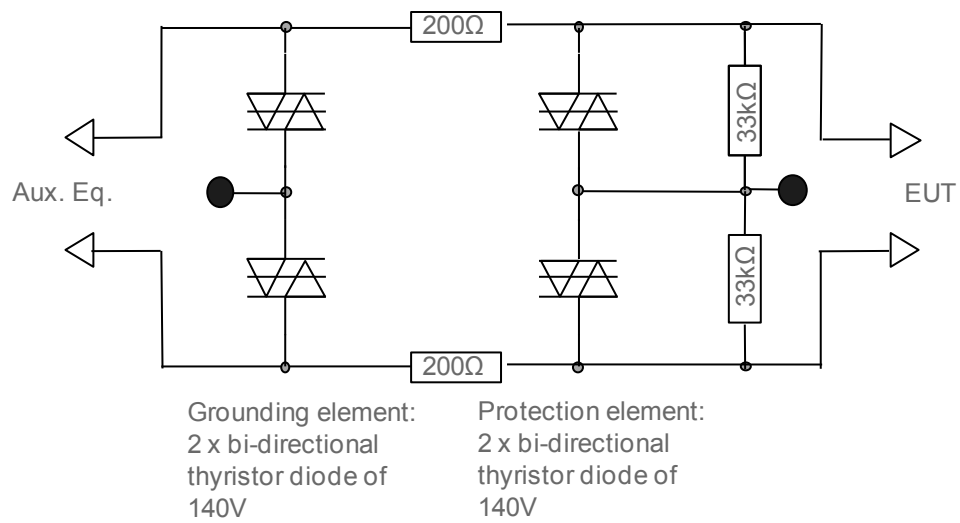 200Ω
33kΩ
Aux. Eq.
EUT
33kΩ
200Ω
Grounding element:
2 x bi-directional
thyristor diode of
140V
Protection element:
2 x bi-directional
thyristor diode of
140V